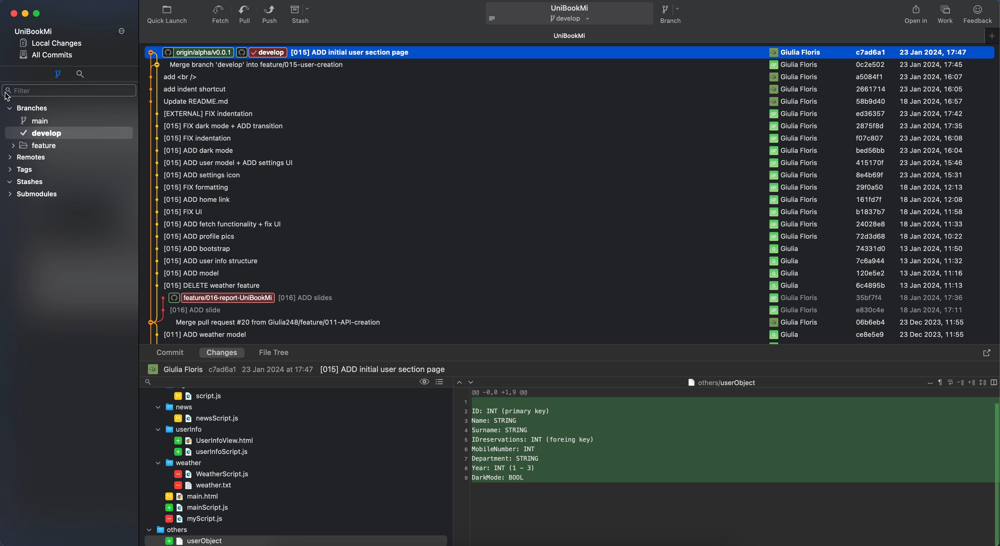 Quick Launch
Fetch
Pull
Push
Stash
UniBookMi
develop
Branch
Open in
Work
Feedback
UniBookMi
UniBookMi
Local Changes
All Commits
Filter
Branches
main
develop
feature
Remotes
Tags
Stashes
Submodules
origin/alpha/v0.0.1 develop [015] ADD initial user section page Giulia Floris c7ad6a1 23 Jan 2024, 17:47
Merge branch 'develop' into feature/015-user-creation GF Giulia Floris 0c2e502 23 Jan 2024, 17:45
add <br /> Giulia Floris a5084f1 23 Jan 2024, 16:07
add indent shortcut Giulia Floris 2661714 23 Jan 2024, 16:05
Update README.md Giulia Floris 58b9d40 18 Jan 2024, 16:57
[EXTERNAL] FIX indentation GF Giulia Floris ed36357 23 Jan 2024, 17:42
[015] FIX dark mode + ADD transition GF Giulia Floris 2875f8d 23 Jan 2024, 17:35
[015] FIX indentation GF Giulia Floris f07c807 23 Jan 2024, 16:08
[015] ADD dark mode GF Giulia Floris bed56bb 23 Jan 2024, 16:04
[015] ADD user model + ADD settings UI GF Giulia Floris 415170f 23 Jan 2024, 15:46
[015] ADD settings icon GF Giulia Floris 8e4b69f 23 Jan 2024, 15:31
[015] FIX formatting GF Giulia Floris 29f0a50 18 Jan 2024, 12:13
[015] ADD home link GF Giulia Floris 161fd7f 18 Jan 2024, 12:08
[015] FIX UI GF Giulia Floris b1837b7 18 Jan 2024, 11:58
[015] ADD fetch functionality + fix UI GF Giulia Floris 24028e8 18 Jan 2024, 11:33
[015] ADD profile pics GF Giulia Floris 72d3d68 18 Jan 2024, 10:22
[015] ADD bootstrap G Giulia 74331d0 13 Jan 2024, 11:50
[015] ADD user info structure G Giulia 7c6a944 13 Jan 2024, 11:32
[015] ADD model G Giulia 120e5e2 13 Jan 2024, 11:16
[015] DELETE weather feature G Giulia 6c4895b 13 Jan 2024, 11:13
feature/016-report-UniBookMi [016] ADD slides GF Giulia Floris 35bf7f4 18 Jan 2024, 17:36
[016] ADD slide GF Giulia Floris e830c4e 18 Jan 2024, 17:11
Merge pull request #20 from Giulia248/feature/011-API-creation Giulia Floris 06b6eb4 23 Dec 2023, 11:55
[011] ADD weather model G Giulia ce8e5e9 23 Dec 2023, 11:55
Commit Changes File Tree
Giulia Floris c7ad6a1 23 Jan 2024 at 17:47 [015] ADD initial user section page
M script.js
news
M newsScript.js
userInfo
+ UserInfoView.html
+ userInfoScript.js
weather
− WeatherScript.js
− weather.txt
M main.html
+ mainScript.js
− myScript.js
others
+ userObject
others/userObject
@@ -0,0 +1,9 @@
1
2 ID: INT (primary key)
3 Name: STRING
4 Surname: STRING
5 IDreservations: INT (foreing key)
6 MobileNumber: INT
7 Department: STRING
8 Year: INT (1 - 3)
9 DarkMode: BOOL